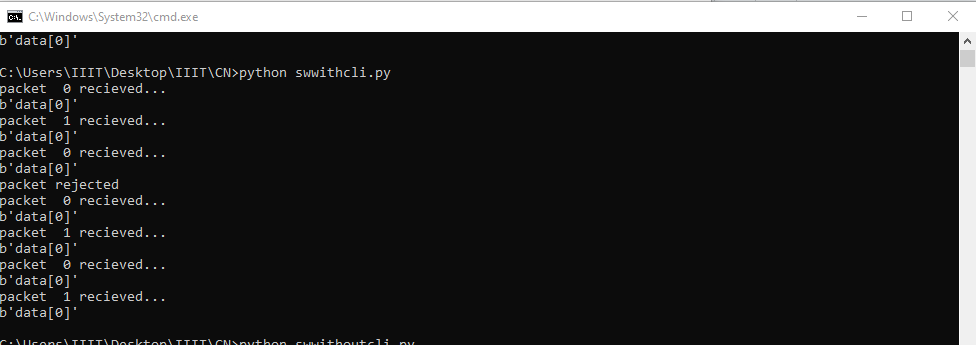 C:\Windows\System32\cmd.exe
b'data[0]'
C:\Users\IIIT\Desktop\IIIT\CN>python swwithcli.py
packet  0 recieved...
b'data[0]'
packet  1 recieved...
b'data[0]'
packet  0 recieved...
b'data[0]'
packet rejected
packet  0 recieved...
b'data[0]'
packet  1 recieved...
b'data[0]'
packet  0 recieved...
b'data[0]'
packet  1 recieved...
b'data[0]'
C:\Users\IIIT\Desktop\IIIT\CN>python swwithoutcli.py